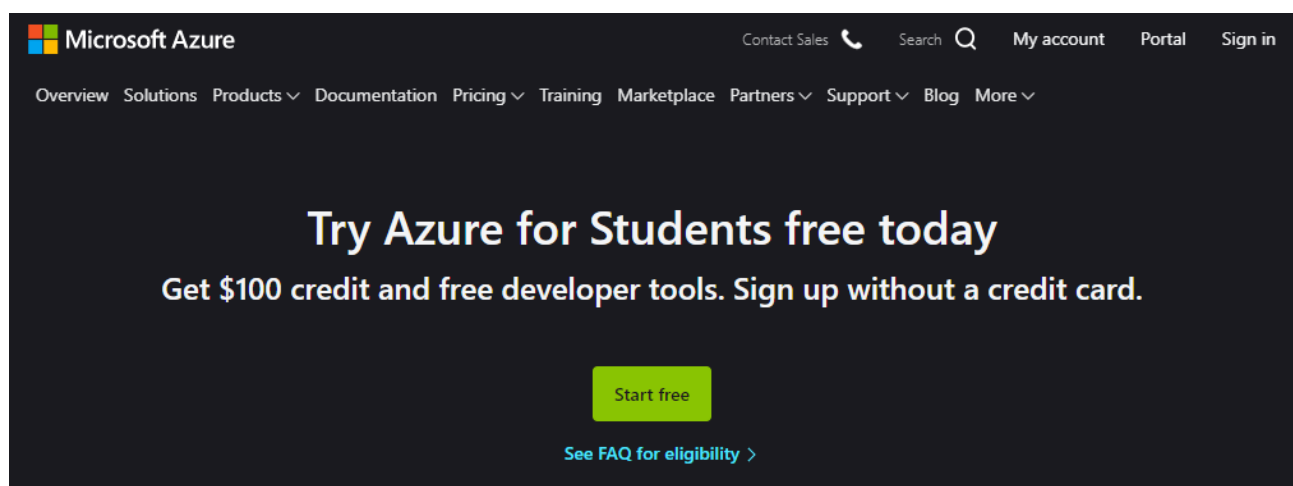 Microsoft Azure Contact Sales Search My account Portal Sign in
Overview Solutions Products Documentation Pricing Training Marketplace Partners Support Blog More
Try Azure for Students free today
Get $100 credit and free developer tools. Sign up without a credit card.
Start free
See FAQ for eligibility